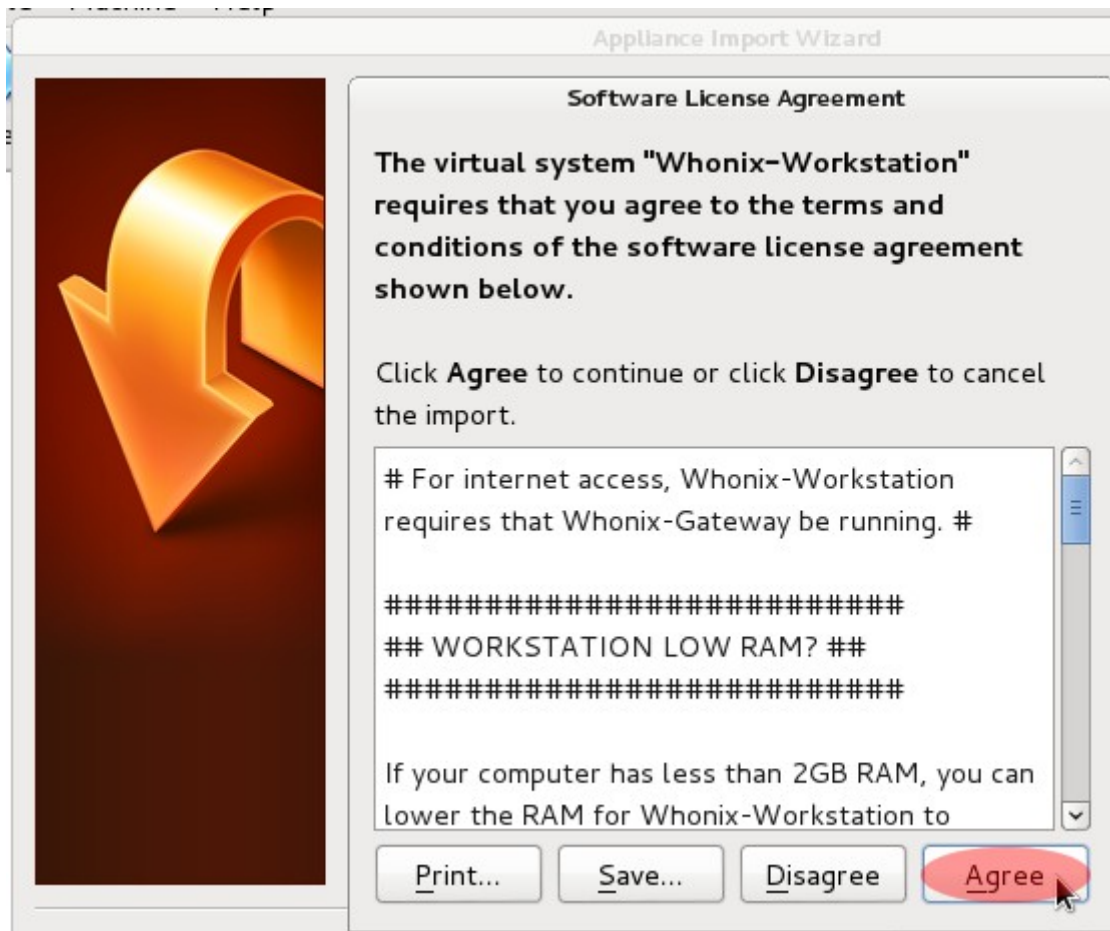 Appliance Import Wizard
Software License Agreement
The virtual system "Whonix-Workstation"
requires that you agree to the terms and
conditions of the software license agreement
shown below.
Click Agree to continue or click Disagree to cancel
the import.
# For internet access, Whonix-Workstation
requires that Whonix-Gateway be running. #
##########################
## WORKSTATION LOW RAM? ##
##########################
If your computer has less than 2GB RAM, you can
lower the RAM for Whonix-Workstation to
Print...
Save...
Disagree
Agree